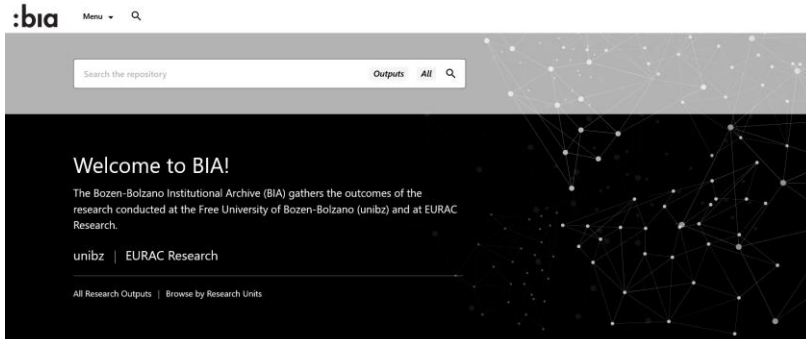 :bia
Menu
Search the repository
Outputs All
Welcome to BIA!
The Bozen-Bolzano Institutional Archive (BIA) gathers the outcomes of the
research conducted at the Free University of Bozen-Bolzano (unibz) and at EURAC
Research.
unibz | EURAC Research
All Research Outputs | Browse by Research Units